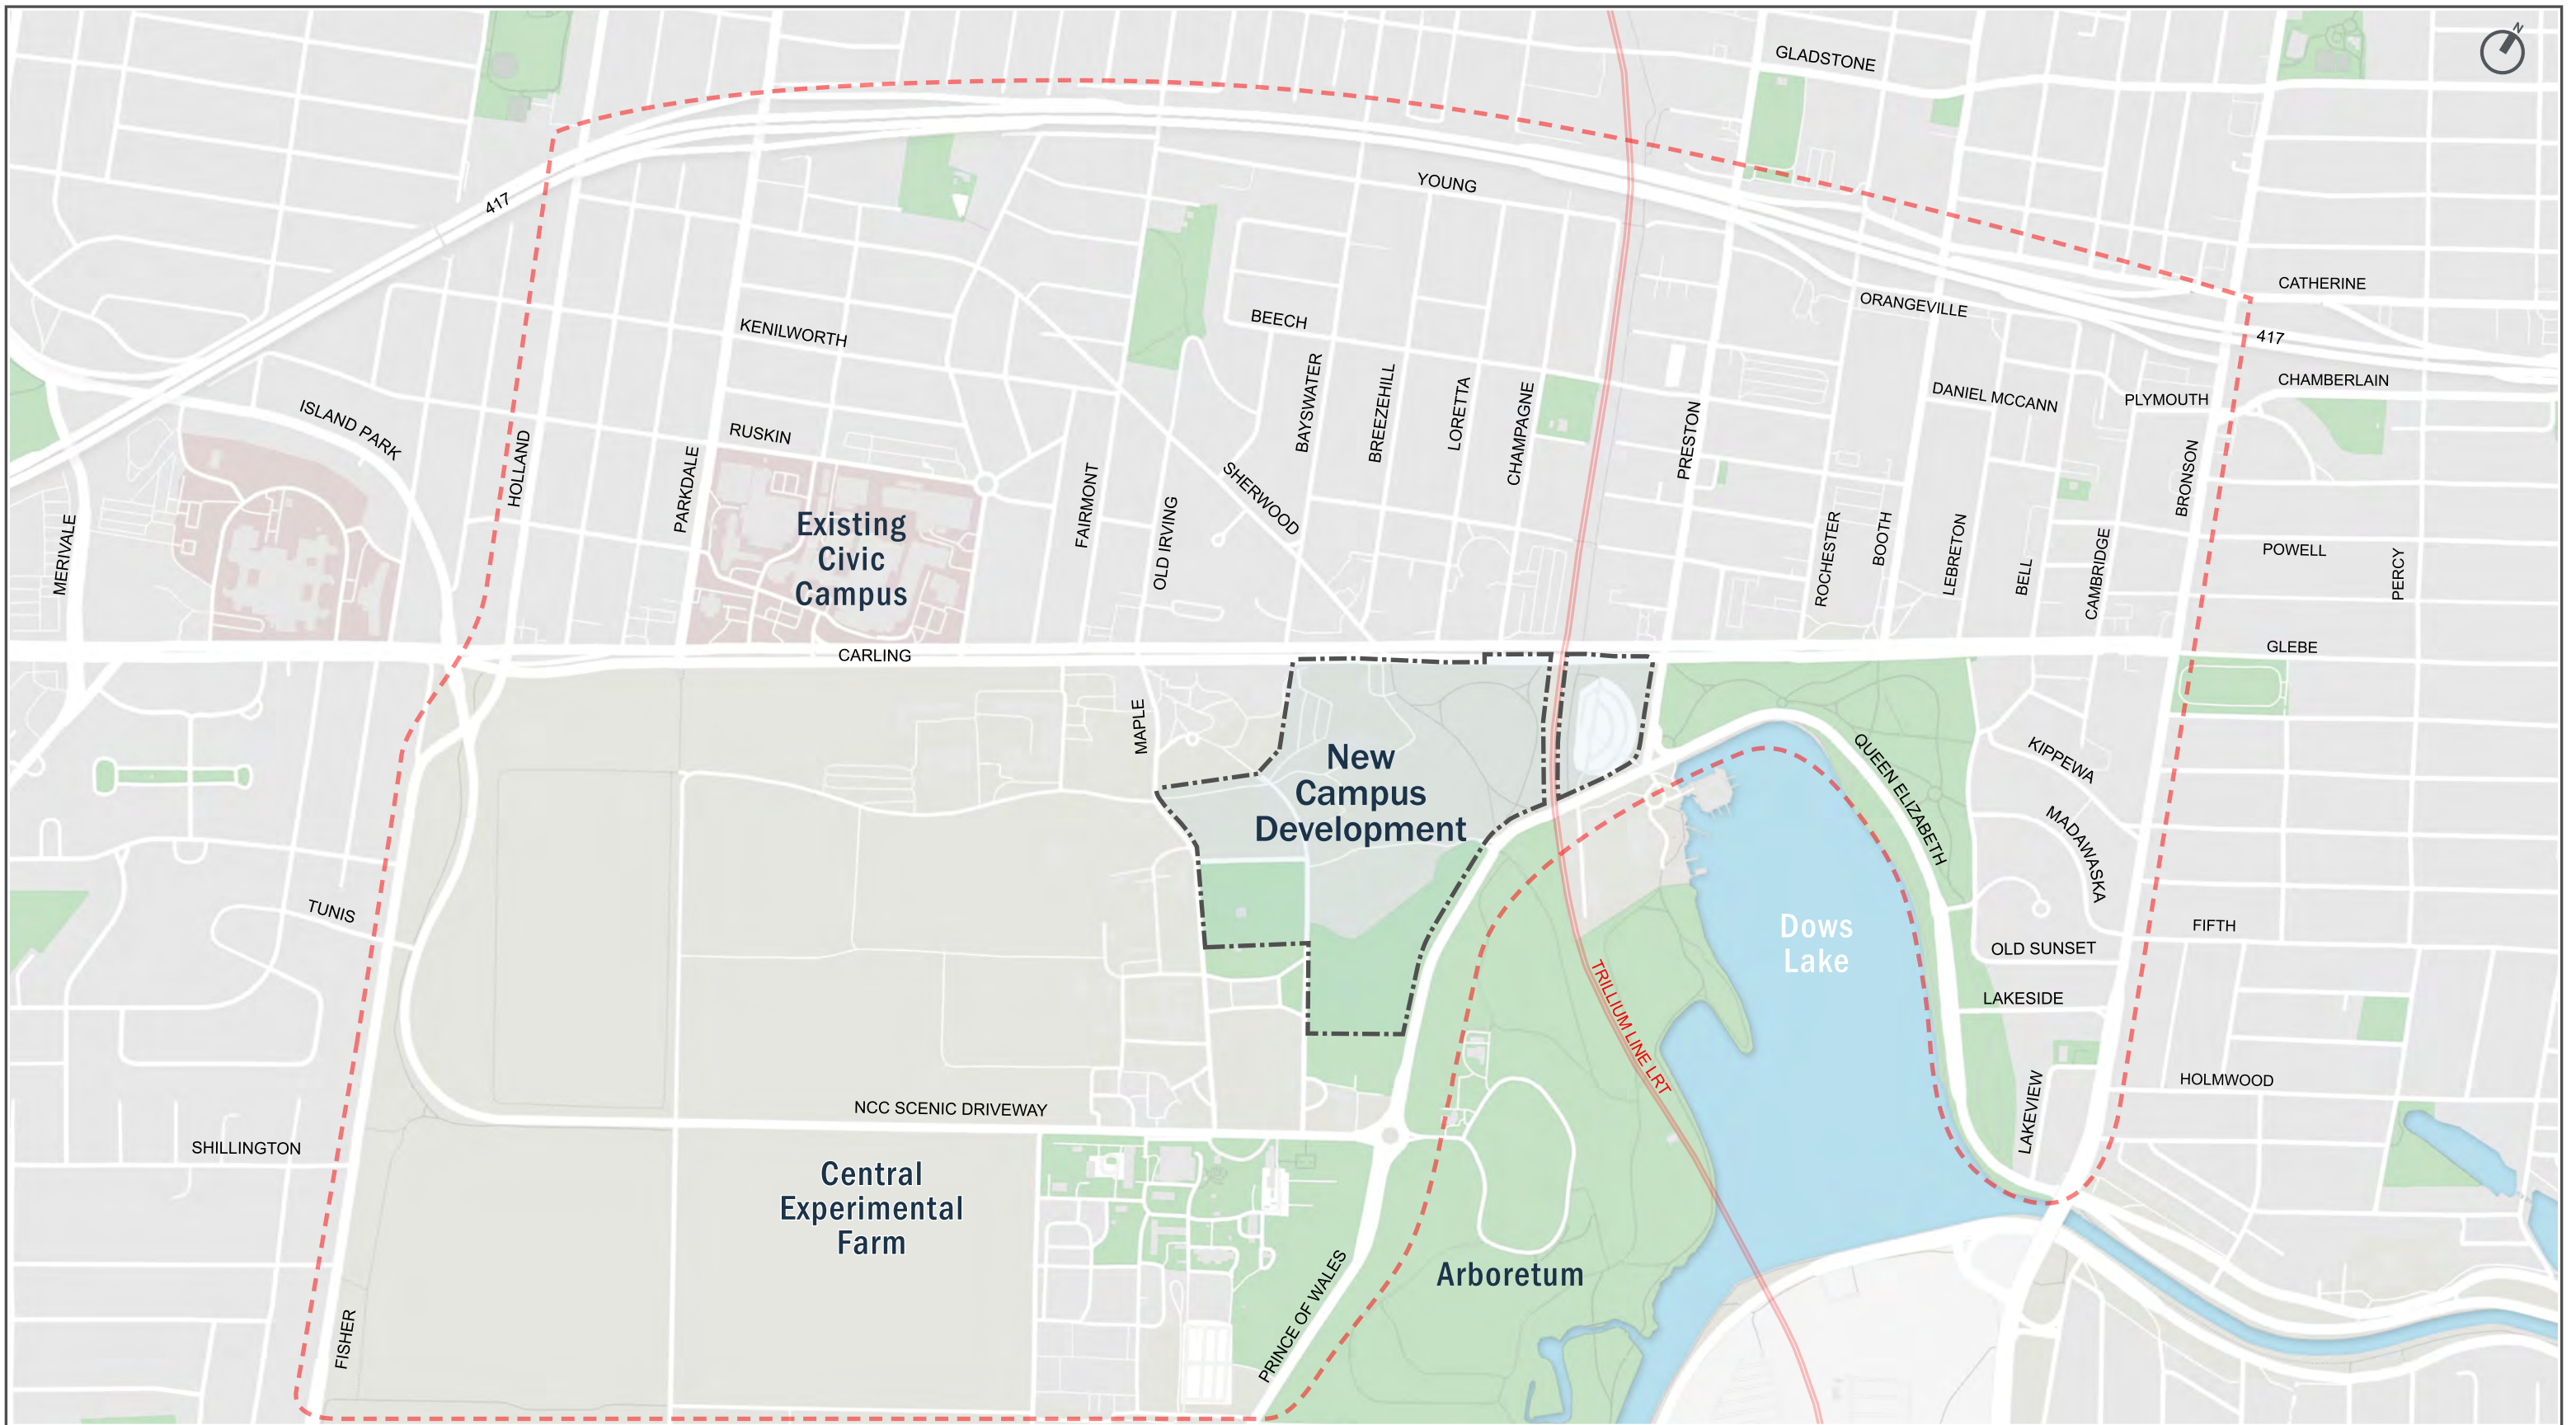 N
GLADSTONE
417
YOUNG
CATHERINE
ORANGEVILLE
BEECH
KENILWORTH
417
CHAMBERLAIN
DANIEL MCCANN
PLYMOUTH
ISLAND PARK
RUSKIN
HOLLAND
PARKDALE
BAYSWATER
BREEZEHILL
LORETTA
CHAMPAGNE
PRESTON
BRONSON
SHERWOOD
FAIRMONT
OLD IRVING
MERIVALE
Existing
Civic
Campus
ROCHESTER
BOOTH
LEBRETON
BELL
CAMBRIDGE
POWELL
PERCY
CARLING
GLEBE
MAPLE
New
Campus
Development
QUEEN ELIZABETH
KIPPEWA
MADAWASKA
TUNIS
Dows
Lake
FIFTH
OLD SUNSET
LAKESIDE
TRILLIUM LINE LRT
HOLMWOOD
LAKEVIEW
NCC SCENIC DRIVEWAY
SHILLINGTON
Central
Experimental
Farm
Arboretum
PRINCE OF WALES
FISHER